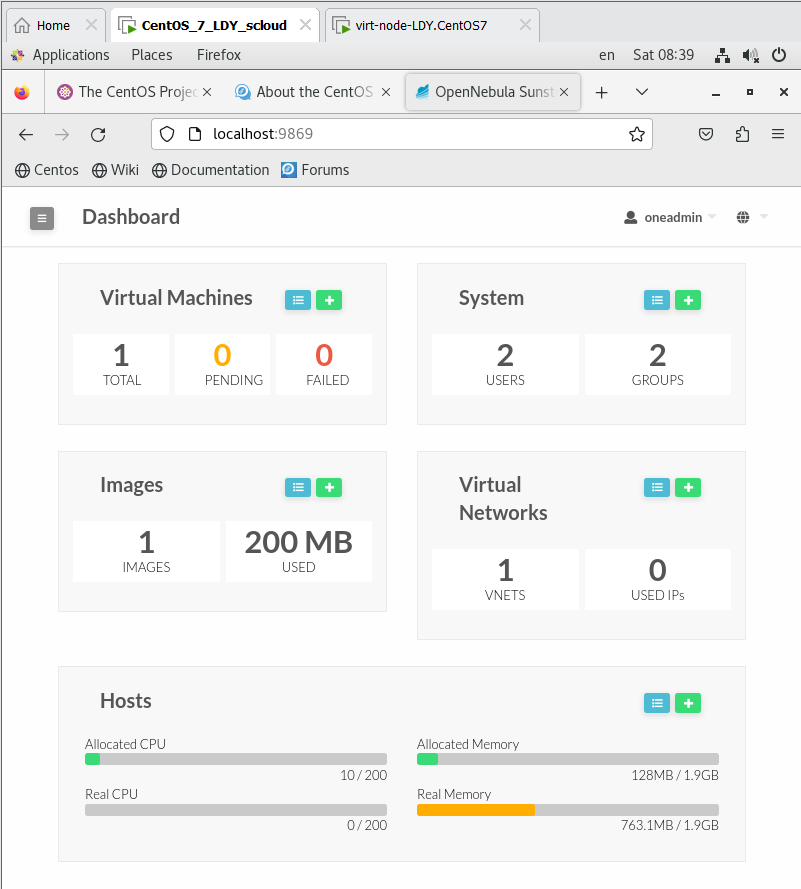 Home CentOS_7_LDY_scloud virt-node-LDY.CentOS7
Applications Places Firefox en Sat 08:39
The CentOS Projec About the CentOS OpenNebula Sunst
localhost:9869
Centos Wiki Documentation Forums
Dashboard oneadmin
Virtual Machines
1 0 0
TOTAL PENDING FAILED
System
2 2
USERS GROUPS
Images
1 200 MB
IMAGES USED
Virtual
Networks
1 0
VNETS USED IPs
Hosts
Allocated CPU
10 / 200
Real CPU
0 / 200
Allocated Memory
128MB / 1.9GB
Real Memory
763.1MB / 1.9GB